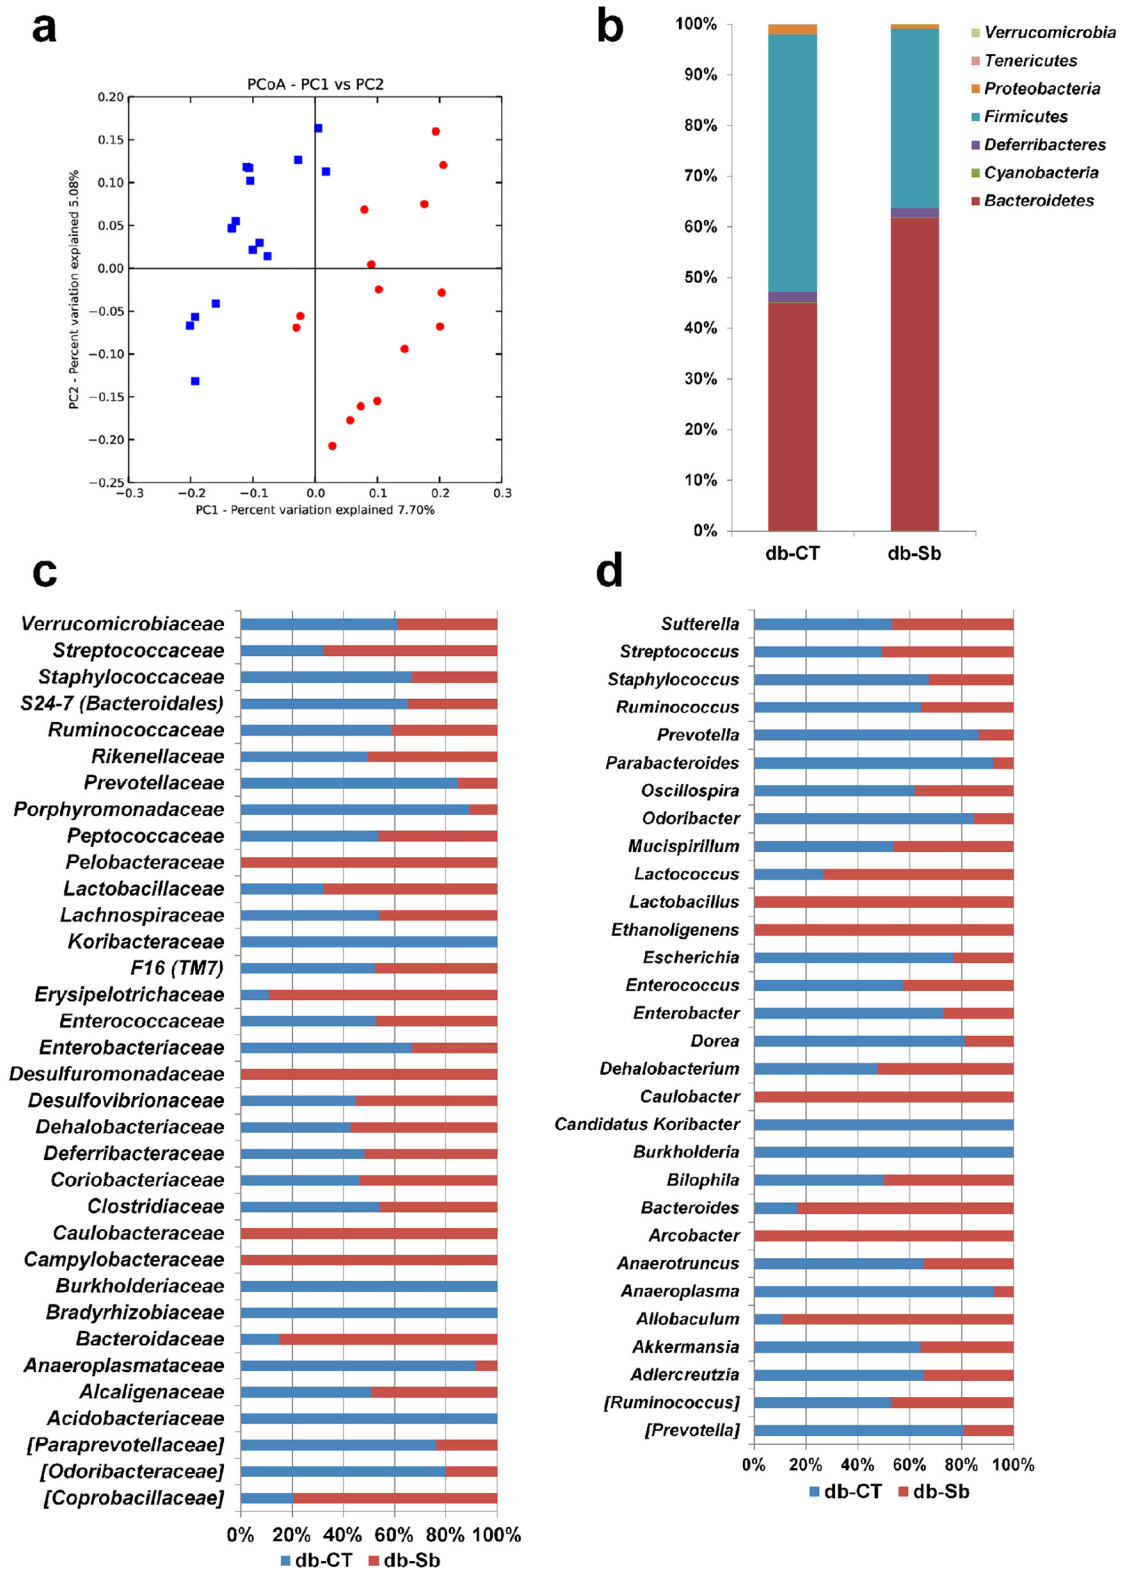 a
PCoA - PC1 vs PC2
0.20
0.15
0.10
0.05
0.00
−0.05
−0.10
−0.15
−0.20
−0.25
−0.3 −0.2 −0.1 0.0 0.1 0.2 0.3
PC1 - Percent variation explained 7.70%
PC2 - Percent variation explained 5.08%
b
100%
90%
80%
70%
60%
50%
40%
30%
20%
10%
0%
db-CT db-Sb
Verrucomicrobia
Tenericutes
Proteobacteria
Firmicutes
Deferribacteres
Cyanobacteria
Bacteroidetes
c
Verrucomicrobiaceae
Streptococcaceae
Staphylococcaceae
S24-7 (Bacteroidales)
Ruminococcaceae
Rikenellaceae
Prevotellaceae
Porphyromonadaceae
Peptococcaceae
Pelobacteraceae
Lactobacillaceae
Lachnospiraceae
Koribacteraceae
F16 (TM7)
Erysipelotrichaceae
Enterococcaceae
Enterobacteriaceae
Desulfuromonadaceae
Desulfovibrionaceae
Dehalobacteriaceae
Deferribacteraceae
Coriobacteriaceae
Clostridiaceae
Caulobacteraceae
Campylobacteraceae
Burkholderiaceae
Bradyrhizobiaceae
Bacteroidaceae
Anaeroplasmataceae
Alcaligenaceae
Acidobacteriaceae
[Paraprevotellaceae]
[Odoribacteraceae]
[Coprobacillaceae]
0% 20% 40% 60% 80% 100%
db-CT db-Sb
d
Sutterella
Streptococcus
Staphylococcus
Ruminococcus
Prevotella
Parabacteroides
Oscillospira
Odoribacter
Mucispirillum
Lactococcus
Lactobacillus
Ethanoligenens
Escherichia
Enterococcus
Enterobacter
Dorea
Dehalobacterium
Caulobacter
Candidatus Koribacter
Burkholderia
Bilophila
Bacteroides
Arcobacter
Anaerotruncus
Anaeroplasma
Allobaculum
Akkermansia
Adlercreutzia
[Ruminococcus]
[Prevotella]
0% 20% 40% 60% 80% 100%
db-CT db-Sb